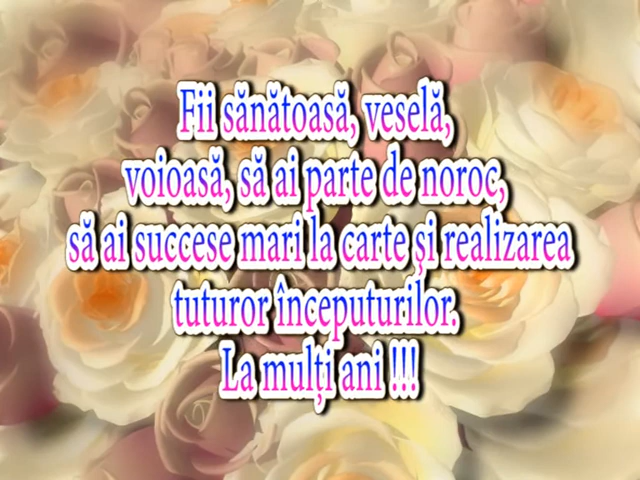 Fii sănătoasă, veselă,
voioasă, să ai parte de noroc,
să ai succese mari la carte şi realizarea
tuturor începuturilor.
La mulți ani !!!